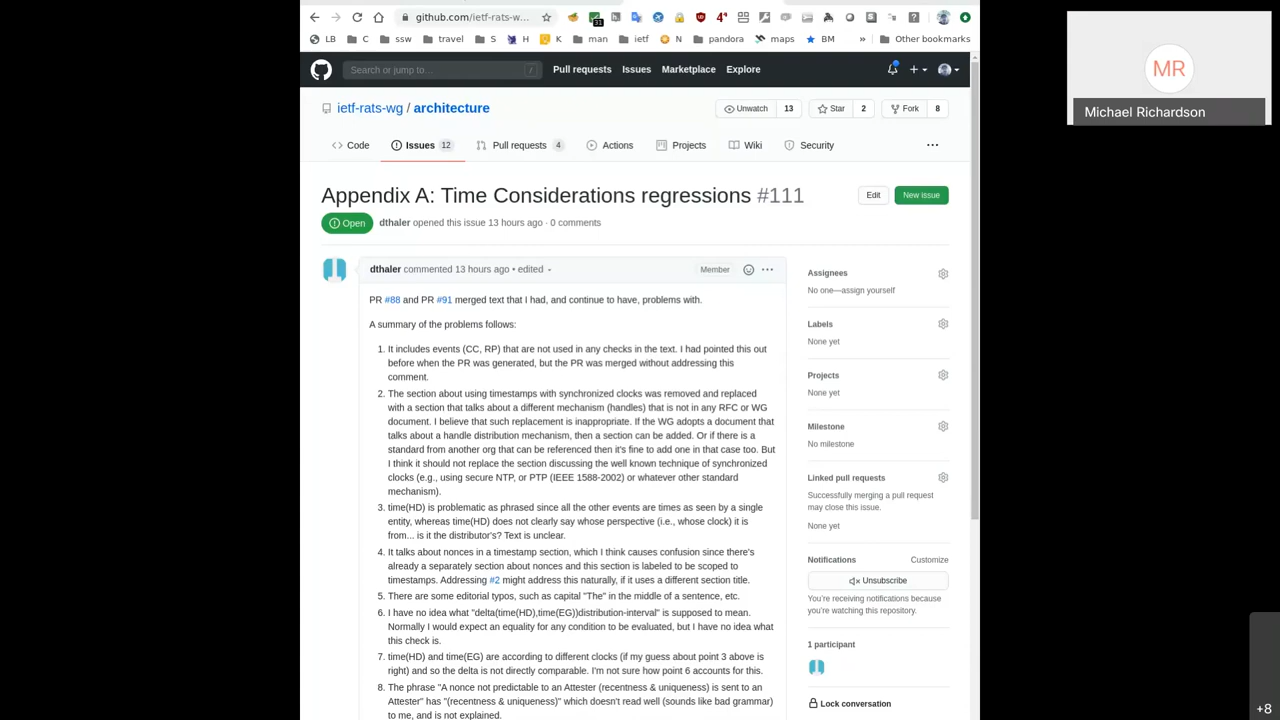 github.com/ietf-rats-w...
31
4⁹
LB C ssw travel S H K man ietf N pandora maps BM » Other bookmarks
Search or jump to... /
Pull requests Issues Marketplace Explore
ietf-rats-wg / architecture
Unwatch 13 Star 2 Fork 8
Code Issues 12 Pull requests 4 Actions Projects Wiki Security ...
Appendix A: Time Considerations regressions #111
Edit New issue
Open dthaler opened this issue 13 hours ago · 0 comments
dthaler commented 13 hours ago • edited
Member
PR #88 and PR #91 merged text that I had, and continue to have, problems with.
A summary of the problems follows:
1. It includes events (CC, RP) that are not used in any checks in the text. I had pointed this out
before when the PR was generated, but the PR was merged without addressing this
comment.
2. The section about using timestamps with synchronized clocks was removed and replaced
with a section that talks about a different mechanism (handles) that is not in any RFC or WG
document. I believe that such replacement is inappropriate. If the WG adopts a document that
talks about a handle distribution mechanism, then a section can be added. Or if there is a
standard from another org that can be referenced then it's fine to add one in that case too. But
I think it should not replace the section discussing the well known technique of synchronized
clocks (e.g., using secure NTP, or PTP (IEEE 1588-2002) or whatever other standard
mechanism).
3. time(HD) is problematic as phrased since all the other events are times as seen by a single
entity, whereas time(HD) does not clearly say whose perspective (i.e., whose clock) it is
from... is it the distributor's? Text is unclear.
4. It talks about nonces in a timestamp section, which I think causes confusion since there's
already a separately section about nonces and this section is labeled to be scoped to
timestamps. Addressing #2 might address this naturally, if it uses a different section title.
5. There are some editorial typos, such as capital "The" in the middle of a sentence, etc.
6. I have no idea what "delta(time(HD),time(EG))distribution-interval" is supposed to mean.
Normally I would expect an equality for any condition to be evaluated, but I have no idea what
this check is.
7. time(HD) and time(EG) are according to different clocks (if my guess about point 3 above is
right) and so the delta is not directly comparable. I'm not sure how point 6 accounts for this.
8. The phrase "A nonce not predictable to an Attester (recentness & uniqueness) is sent to an
Attester" has "(recentness & uniqueness)" which doesn't read well (sounds like bad grammar)
to me, and is not explained.
Assignees
No one—assign yourself
Labels
None yet
Projects
None yet
Milestone
No milestone
Linked pull requests
Successfully merging a pull request
may close this issue.
None yet
Notifications Customize
Unsubscribe
You're receiving notifications because
you're watching this repository.
1 participant
Lock conversation
MR
Michael Richardson
+8